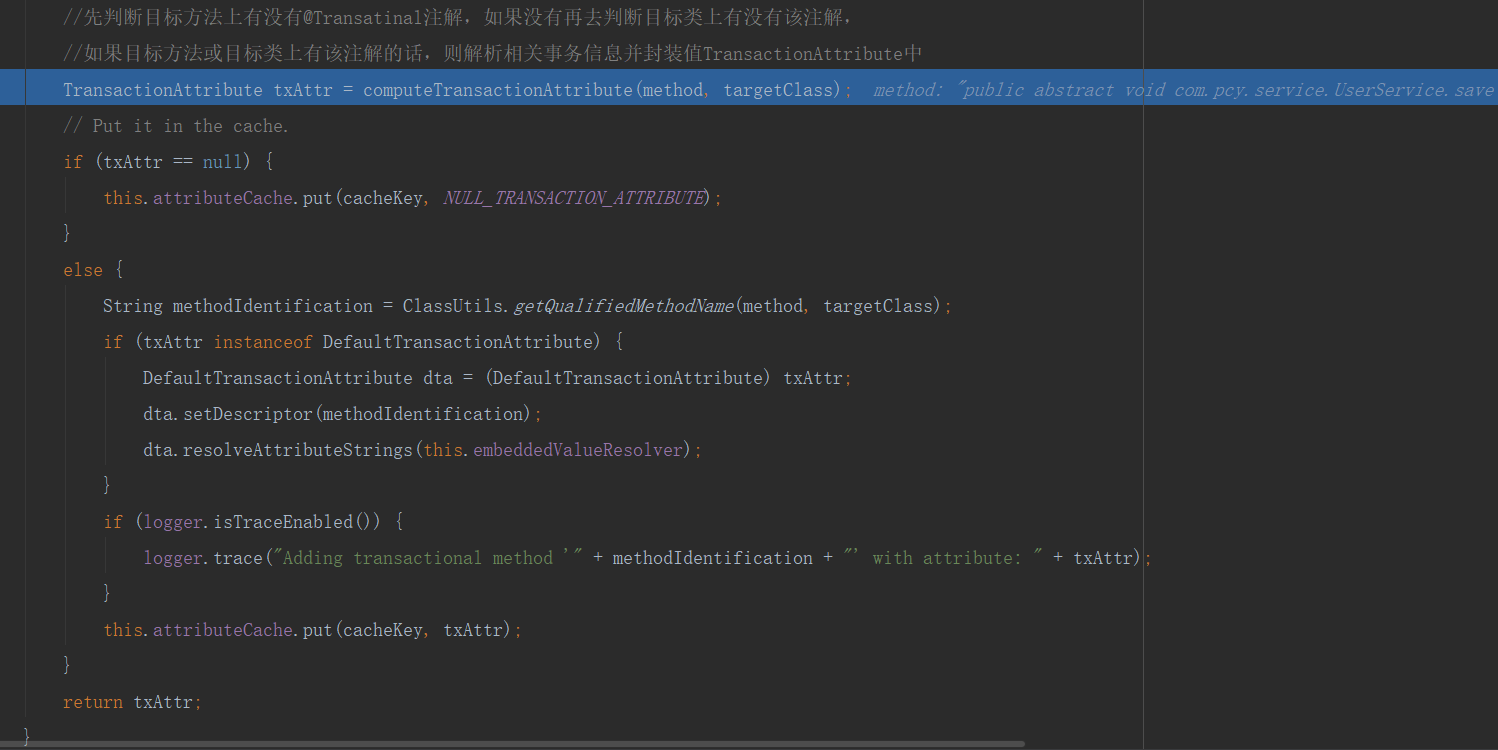 //先判断目标方法上有没有@Transatinal注解，如果没有再去判断目标类上有没有该注解，
//如果目标方法或目标类上有该注解的话，则解析相关事务信息并封装值TransactionAttribute中
TransactionAttribute txAttr = computeTransactionAttribute(method, targetClass); method: "public abstract void com.pcy.service.UserService.save
// Put it in the cache.
if (txAttr == null) {
this.attributeCache.put(cacheKey, NULL_TRANSACTION_ATTRIBUTE);
}
else {
String methodIdentification = ClassUtils.getQualifiedMethodName(method, targetClass);
if (txAttr instanceof DefaultTransactionAttribute) {
DefaultTransactionAttribute dta = (DefaultTransactionAttribute) txAttr;
dta.setDescriptor(methodIdentification);
dta.resolveAttributeStrings(this.embeddedValueResolver);
}
if (logger.isTraceEnabled()) {
logger.trace("Adding transactional method '" + methodIdentification + "' with attribute: " + txAttr);
}
this.attributeCache.put(cacheKey, txAttr);
}
return txAttr;
}